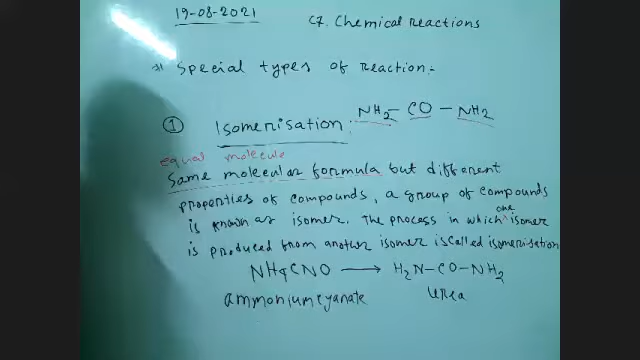 19-08-2021
C7. Chemical Reactions
* Special types of Reaction:-
NH2 - CO - NH2
① Isomerisation:
equal molecule
Same molecular formula but different
properties of compounds, a group of compounds
is known as isomer. The process in which one isomer
is produced from another isomer is called isomerisation
NH4CNO → H2N-CO-NH2
ammoniumcyanate urea